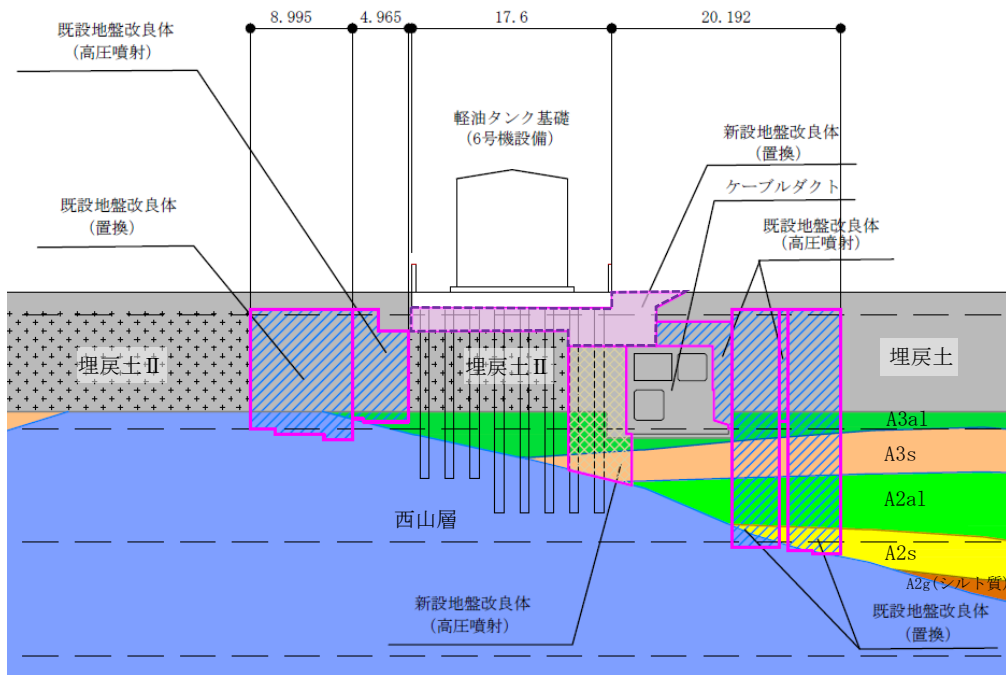 8.995
4.965
17.6
20.192
既設地盤改良体
(高圧噴射)
軽油タンク基礎
(6号機設備)
新設地盤改良体
(置換)
ケーブルダクト
既設地盤改良体
(置換)
既設地盤改良体
(高圧噴射)
埋戻土Ⅱ
埋戻土Ⅱ
埋戻土
A3al
A3s
A2al
西山層
A2s
A2g(シルト質)
新設地盤改良体
(高圧噴射)
既設地盤改良体
(置換)